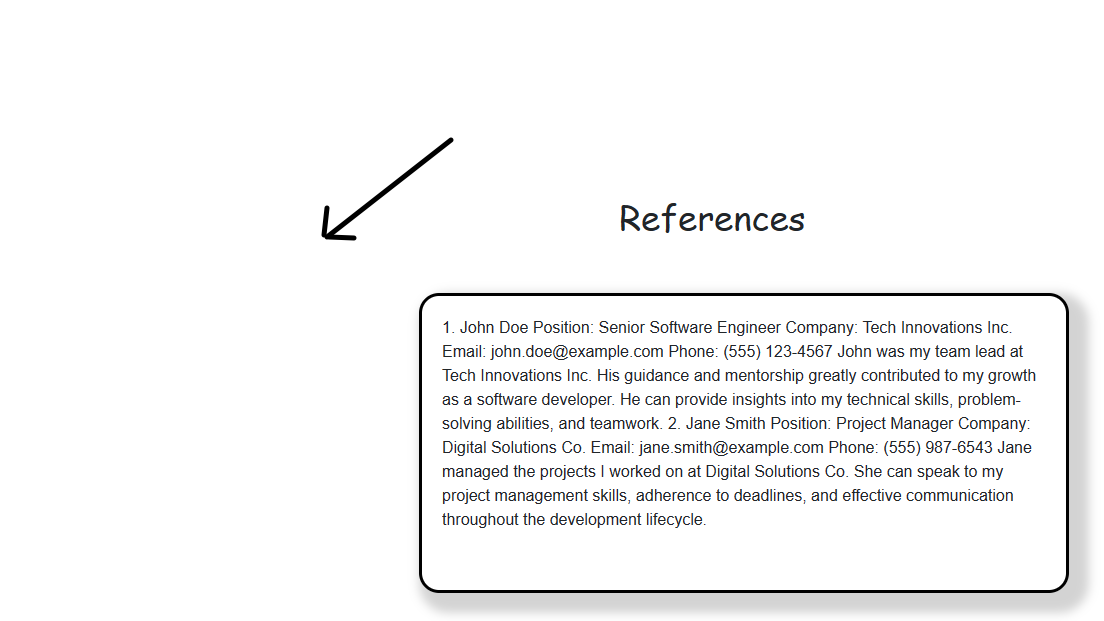 References
1. John Doe Position: Senior Software Engineer Company: Tech Innovations Inc.
Email: john.doe@example.com Phone: (555) 123-4567 John was my team lead at
Tech Innovations Inc. His guidance and mentorship greatly contributed to my growth
as a software developer. He can provide insights into my technical skills, problem-
solving abilities, and teamwork. 2. Jane Smith Position: Project Manager Company:
Digital Solutions Co. Email: jane.smith@example.com Phone: (555) 987-6543 Jane
managed the projects I worked on at Digital Solutions Co. She can speak to my
project management skills, adherence to deadlines, and effective communication
throughout the development lifecycle.